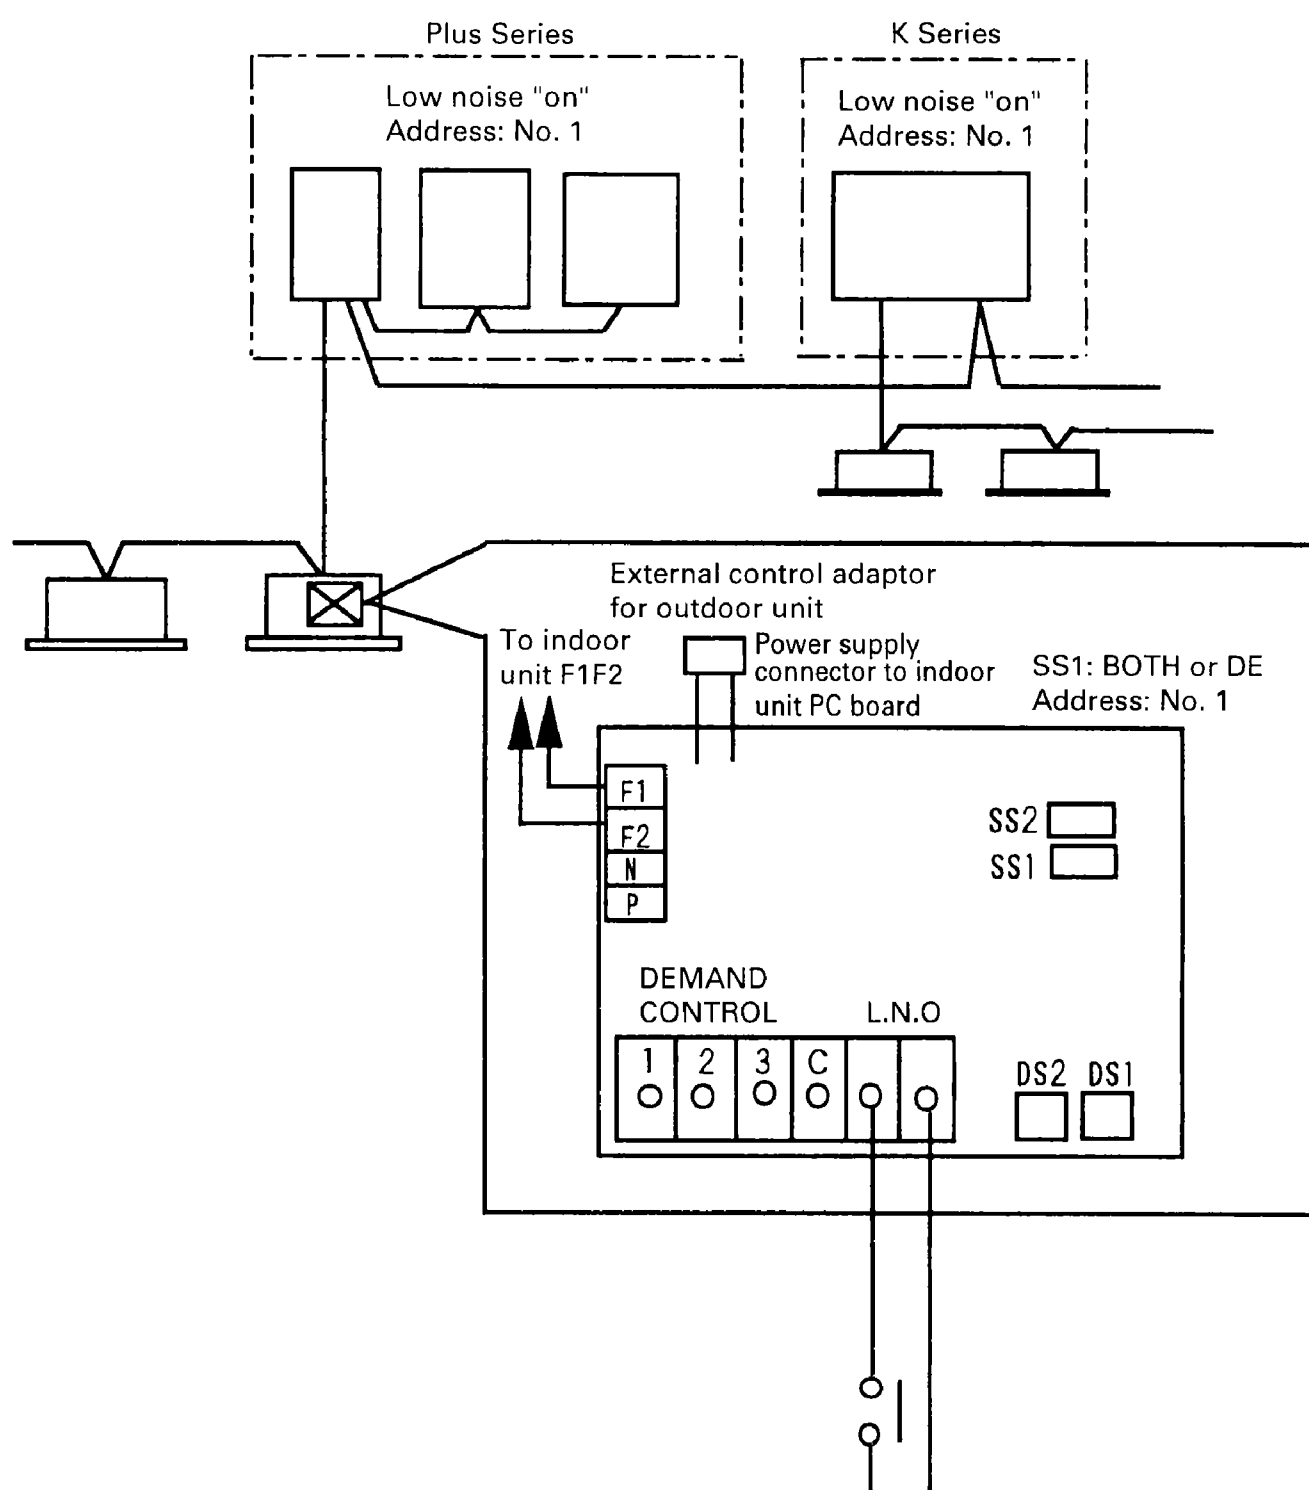 Plus Series
K Series
Low noise "on"
Address: No. 1
Low noise "on"
Address: No. 1
External control adaptor
for outdoor unit
To indoor
unit F1F2
Power supply
connector to indoor
unit PC board
SS1: BOTH or DE
Address: No. 1
F1
F2
N
P
SS2
SS1
DEMAND
CONTROL
L.N.O
1 2 3 C
DS2 DS1